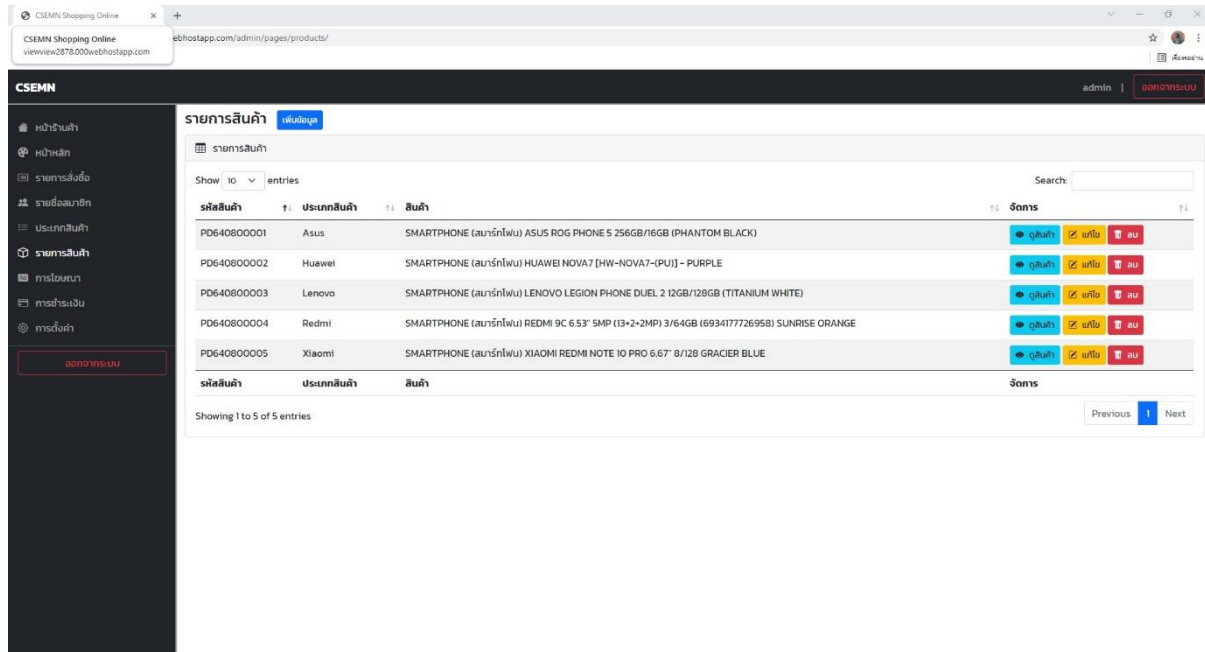 CSEMN Shopping Online
CSEMN Shopping Online
viewview2878.000webhostapp.com
ebhostapp.com/admin/pages/products/
CSEMN
admin | ออกจากระบบ
หน้าร้านค้า
หน้าหลัก
รายการสั่งซื้อ
รายชื่อสมาชิก
ประเภทสินค้า
รายการสินค้า
การโฆษณา
การชำระเงิน
การตั้งค่า
ออกจากระบบ
รายการสินค้า เพิ่มข้อมูล
รายการสินค้า
Show 10 entries Search:
รหัสสินค้า ประเภทสินค้า สินค้า จัดการ
PD640800001 Asus SMARTPHONE (สมาร์ทโฟน) ASUS ROG PHONE 5 256GB/16GB (PHANTOM BLACK) ดูสินค้า แก้ไข ลบ
PD640800002 Huawei SMARTPHONE (สมาร์ทโฟน) HUAWEI NOVA7 [HW-NOVA7-(PU)] - PURPLE ดูสินค้า แก้ไข ลบ
PD640800003 Lenovo SMARTPHONE (สมาร์ทโฟน) LENOVO LEGION PHONE DUEL 2 12GB/128GB (TITANIUM WHITE) ดูสินค้า แก้ไข ลบ
PD640800004 Redmi SMARTPHONE (สมาร์ทโฟน) REDMI 9C 6.53" 5MP (13+2+2MP) 3/64GB (6934177726958) SUNRISE ORANGE ดูสินค้า แก้ไข ลบ
PD640800005 Xiaomi SMARTPHONE (สมาร์ทโฟน) XIAOMI REDMI NOTE 10 PRO 6.67" 8/128 GRACIER BLUE ดูสินค้า แก้ไข ลบ
รหัสสินค้า ประเภทสินค้า สินค้า จัดการ
Showing 1 to 5 of 5 entries Previous 1 Next